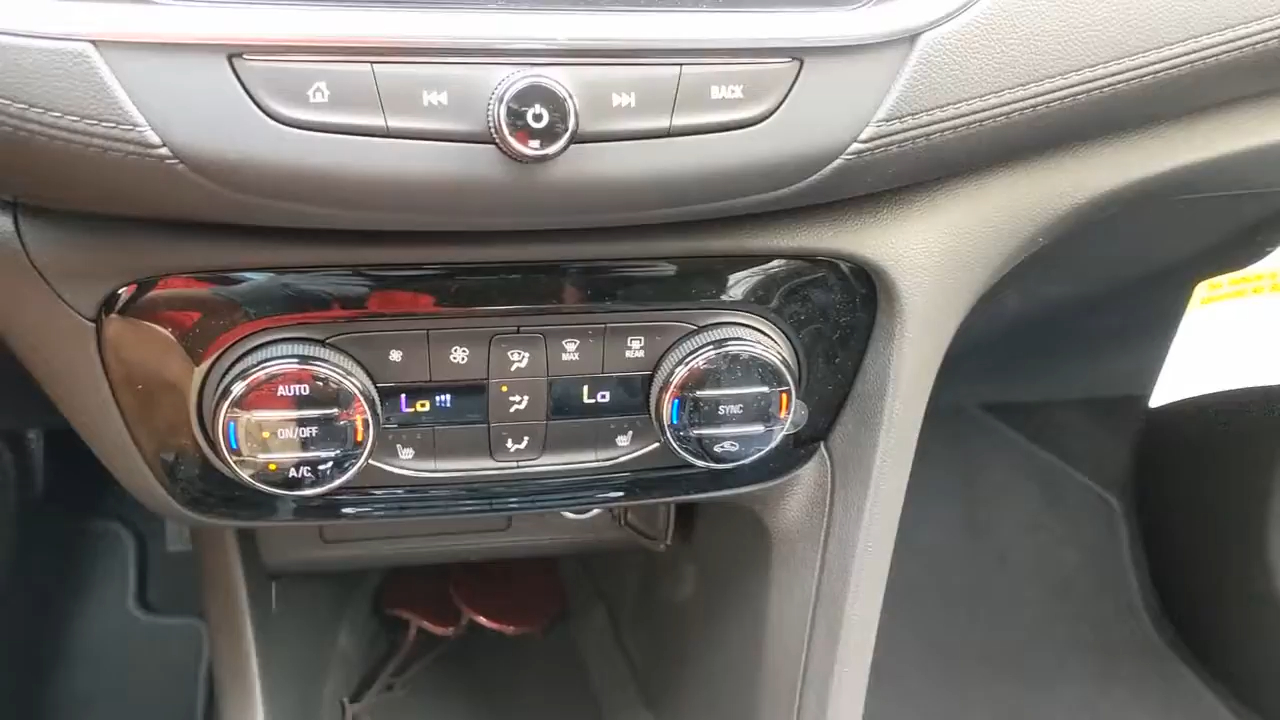 BACK
MAX
REAR
AUTO
Lo
Lo
SYNC
ON/OFF
A/C